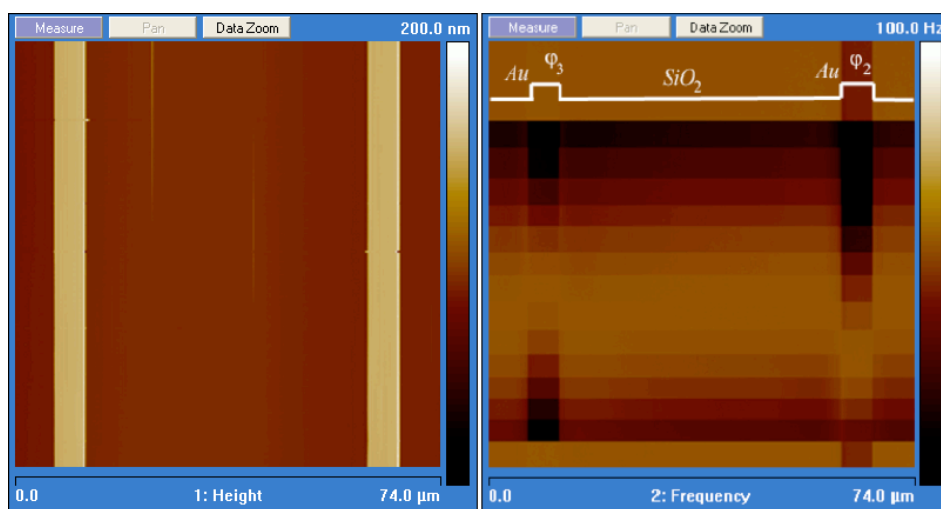 Measure Pan Data Zoom 200.0 nm
0.0 1: Height 74.0 µm
Measure Pan Data Zoom 100.0 Hz
Au φ₃ SiO₂ Au φ₂
0.0 2: Frequency 74.0 µm